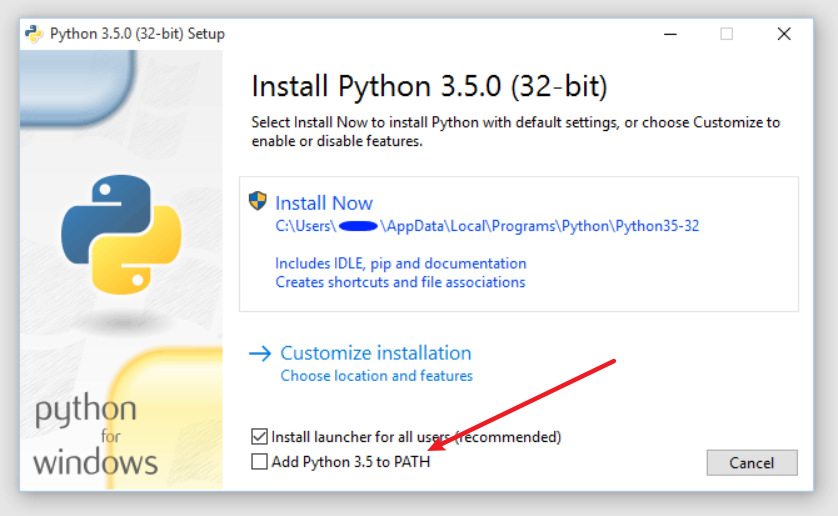 Python 3.5.0 (32-bit) Setup
Install Python 3.5.0 (32-bit)
Select Install Now to install Python with default settings, or choose Customize to
enable or disable features.
Install Now
C:\Users\ \AppData\Local\Programs\Python\Python35-32
Includes IDLE, pip and documentation
Creates shortcuts and file associations
Customize installation
Choose location and features
python
for
windows
Install launcher for all users (recommended)
Add Python 3.5 to PATH
Cancel